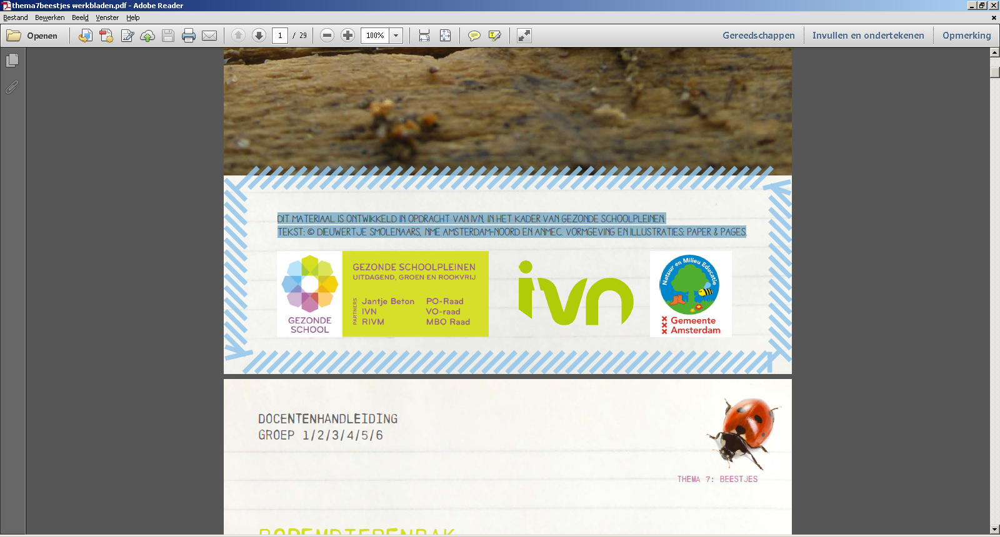 thema7beestjes werkbladen.pdf - Adobe Reader
Bestand Bewerken Beeld Venster Help
Openen 1 / 29 100% Gereedschappen Invullen en ondertekenen Opmerking
DIT MATERIAAL IS ONTWIKKELD IN OPDRACHT VAN IVN, IN HET KADER VAN GEZONDE SCHOOLPLEINEN.
TEKST: © DIEUWERTJE SMOLENAARS, NME AMSTERDAM-NOORD EN ANMEC. VORMGEVING EN ILLUSTRATIES: PAPER & PAGES.
GEZONDE SCHOOL
GEZONDE SCHOOLPLEINEN
UITDAGEND, GROEN EN ROOKVRIJ
PARTNERS
Jantje Beton PO-Raad
IVN VO-raad
RIVM MBO Raad
ivn
Natuur en Milieu Educatie
Gemeente
Amsterdam
DOCENTENHANDLEIDING
GROEP 1/2/3/4/5/6
THEMA 7: BEESTJES
BODEMDIERENBAK